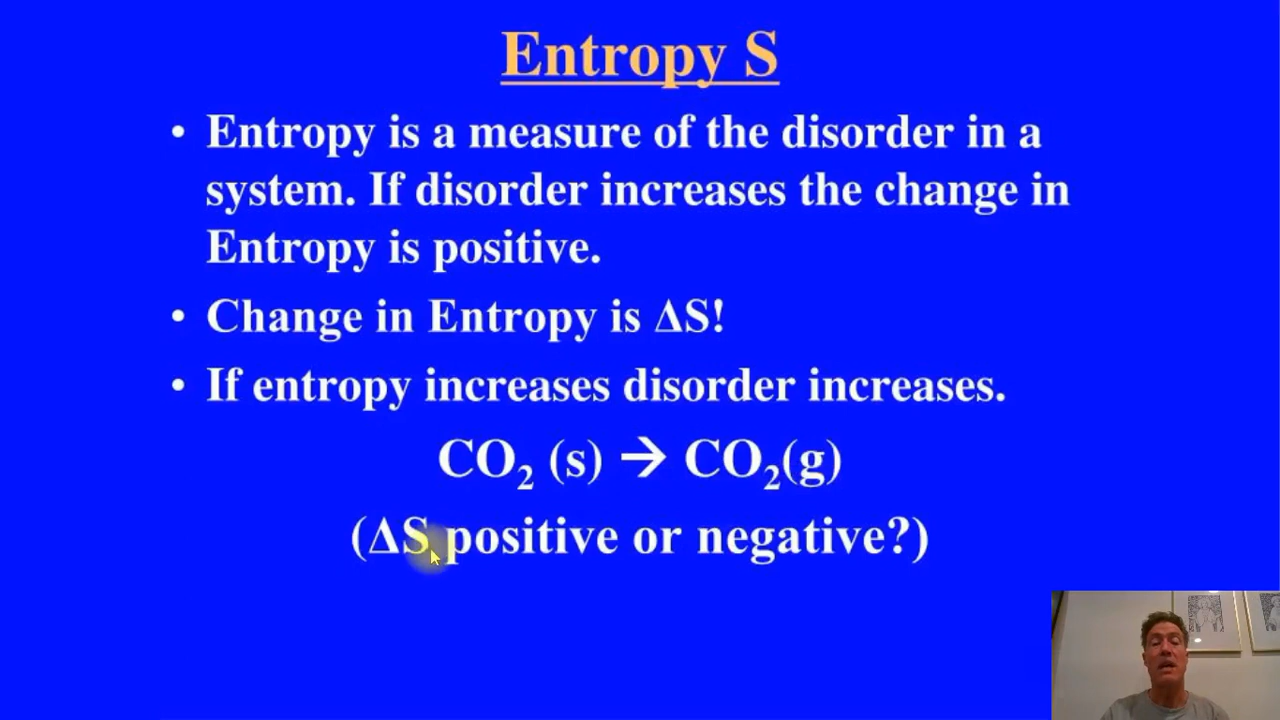 Entropy S
• Entropy is a measure of the disorder in a
system. If disorder increases the change in
Entropy is positive.
• Change in Entropy is ΔS!
• If entropy increases disorder increases.
CO₂ (s) → CO₂(g)
(ΔS positive or negative?)